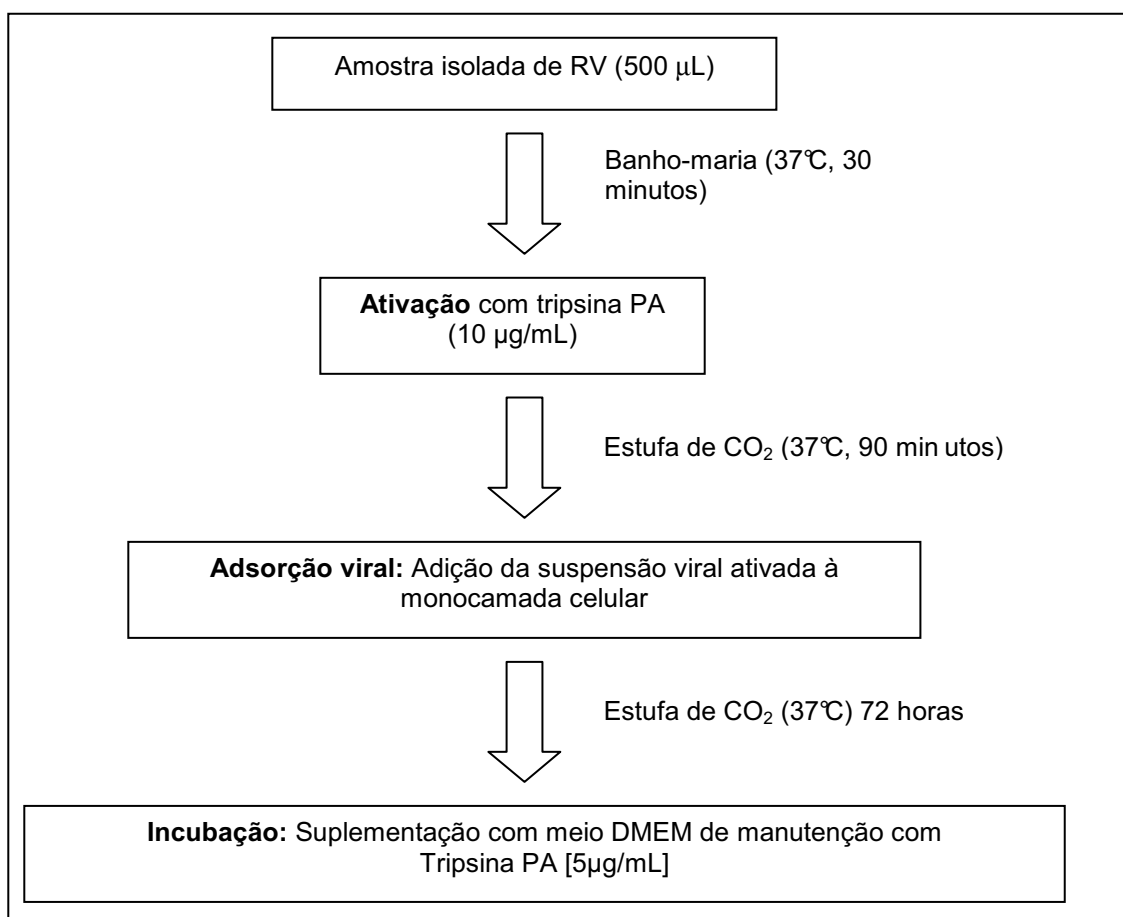 Amostra isolada de RV (500 µL)
Banho-maria (37°C, 30
minutos)
Ativação com tripsina PA
(10 µg/mL)
Estufa de CO₂ (37°C, 90 min utos)
Adsorção viral: Adição da suspensão viral ativada à
monocamada celular
Estufa de CO₂ (37°C) 72 horas
Incubação: Suplementação com meio DMEM de manutenção com
Tripsina PA [5µg/mL]